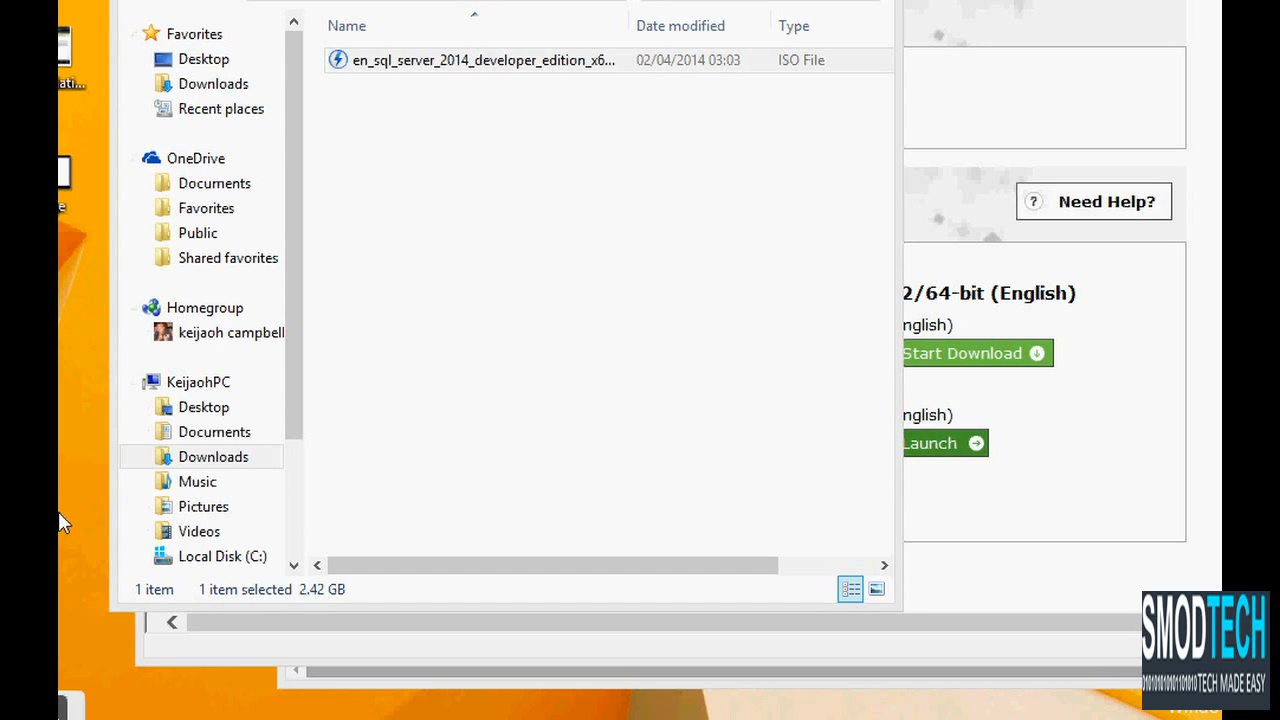 Name Date modified Type
en_sql_server_2014_developer_edition_x6... 02/04/2014 03:03 ISO File
Favorites
Desktop
Downloads
Recent places
OneDrive
Documents
Favorites
Public
Shared favorites
Homegroup
keijaoh campbell
KeijaohPC
Desktop
Documents
Downloads
Music
Pictures
Videos
Local Disk (C:)
1 item 1 item selected 2.42 GB
ati...
e
? Need Help?
2/64-bit (English)
nglish)
Start Download
nglish)
Launch
SMODTECH
TECH MADE EASY